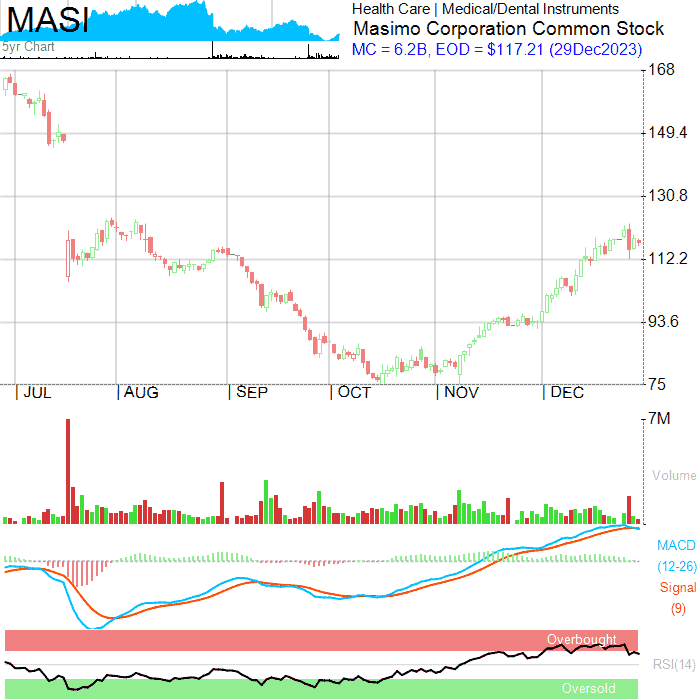 MASI
5yr Chart
Health Care | Medical/Dental Instruments
Masimo Corporation Common Stock
MC = 6.2B, EOD = $117.21 (29Dec2023)
168
149.4
130.8
112.2
93.6
75
JUL AUG SEP OCT NOV DEC
7M
Volume
MACD
(12-26)
Signal
(9)
Overbought
RSI(14)
Oversold